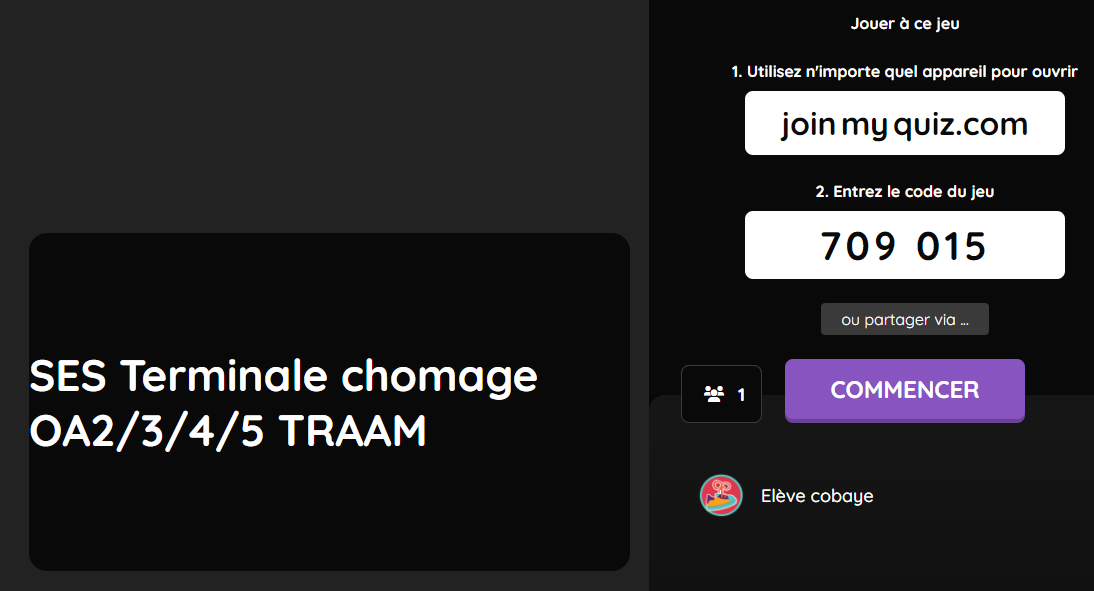 SES Terminale chomage
OA2/3/4/5 TRAAM
Jouer à ce jeu
1. Utilisez n'importe quel appareil pour ouvrir
joinmyquiz.com
2. Entrez le code du jeu
709 015
ou partager via ...
1
COMMENCER
Elève cobaye